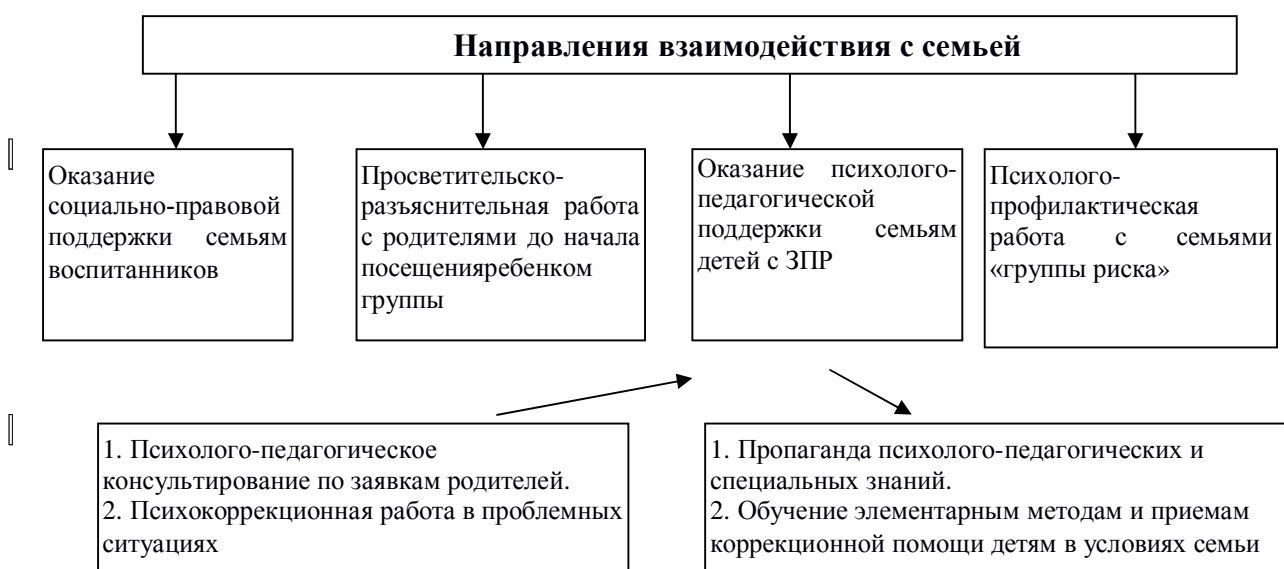 Направления взаимодействия с семьей
Оказание
социально-правовой
поддержки семьям
воспитанников
Просветительско-
разъяснительная работа
с родителями до начала
посещенияребенком
группы
Оказание психолого-
педагогической
поддержки семьям
детей с ЗПР
Психолого-
профилактическая
работа с семьями
«группы риска»
1. Психолого-педагогическое
консультирование по заявкам родителей.
2. Психокоррекционная работа в проблемных
ситуациях
1. Пропаганда психолого-педагогических и
специальных знаний.
2. Обучение элементарным методам и приемам
коррекционной помощи детям в условиях семьи